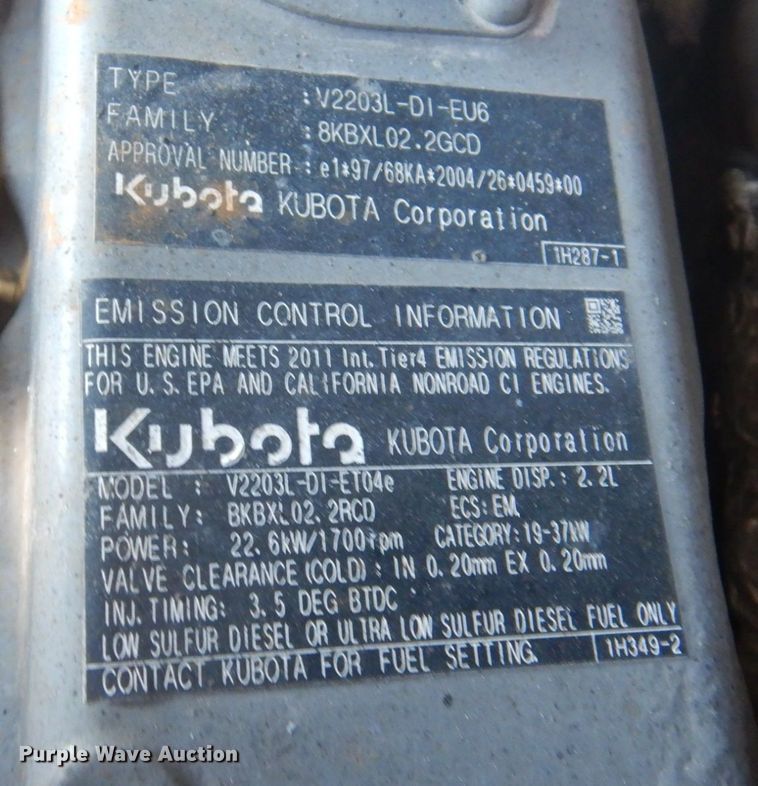 TYPE : V2203L-DI-EU6
FAMILY : 8KBXL02.2GCD
APPROVAL NUMBER : e1*97/68KA*2004/26*0459*00
Kubota KUBOTA Corporation
1H287-1
EMISSION CONTROL INFORMATION
THIS ENGINE MEETS 2011 Int. Tier4 EMISSION REGULATIONS
FOR U.S. EPA AND CALIFORNIA NONROAD CI ENGINES.
Kubota KUBOTA Corporation
MODEL : V2203L-DI-ET04e ENGINE DISP.: 2.2L
FAMILY: BKBXL02.2RCD ECS: EM.
POWER: 22.6kW/1700rpm CATEGORY: 19-37kW
VALVE CLEARANCE(COLD): IN 0.20mm EX 0.20mm
INJ. TIMING: 3.5 DEG BTDC
LOW SULFUR DIESEL OR ULTRA LOW SULFUR DIESEL FUEL ONLY
CONTACT KUBOTA FOR FUEL SETTING. 1H349-2
Purple Wave Auction